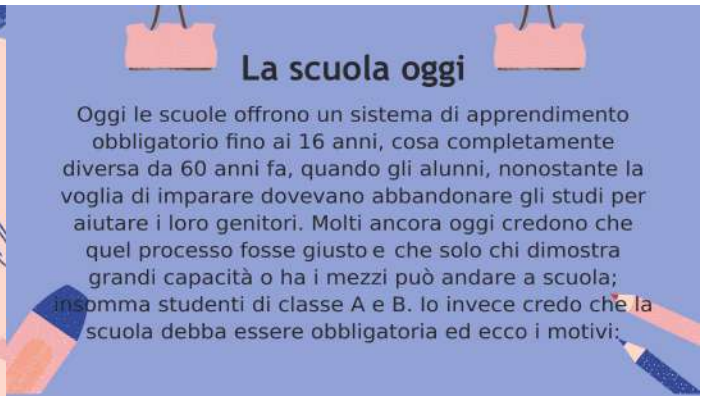 La scuola oggi
Oggi le scuole offrono un sistema di apprendimento
obbligatorio fino ai 16 anni, cosa completamente
diversa da 60 anni fa, quando gli alunni, nonostante la
voglia di imparare dovevano abbandonare gli studi per
aiutare i loro genitori. Molti ancora oggi credono che
quel processo fosse giusto e che solo chi dimostra
grandi capacità o ha i mezzi può andare a scuola;
insomma studenti di classe A e B. Io invece credo che la
scuola debba essere obbligatoria ed ecco i motivi: